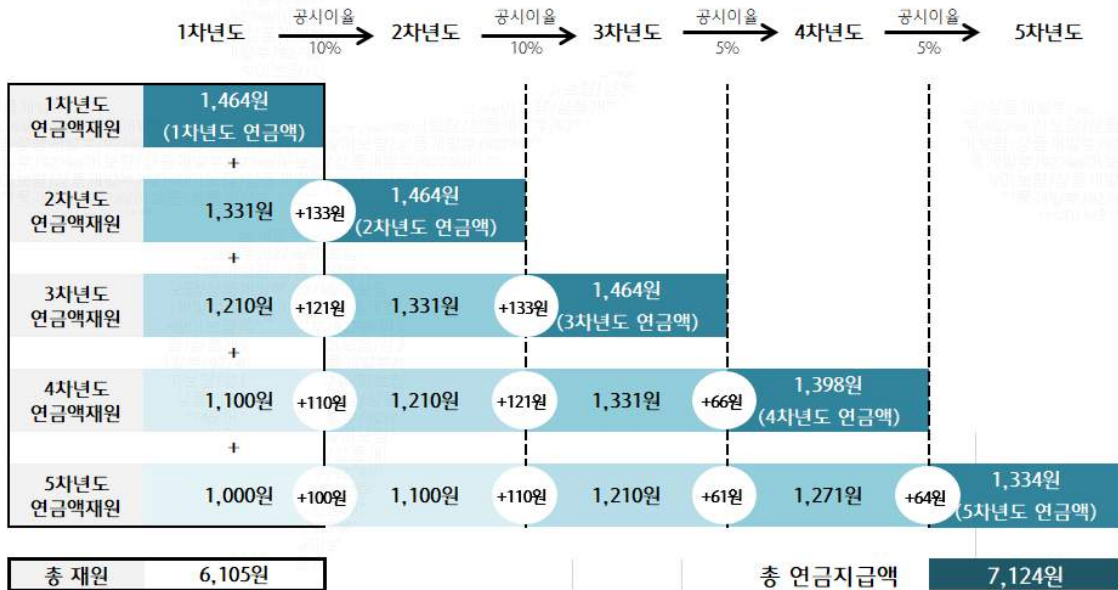 공시이율 공시이율 공시이율 공시이율
1차년도 2차년도 3차년도 4차년도 5차년도
10% 10% 5% 5%
1차년도
연금액재원
1,464원
(1차년도 연금액)
+
2차년도
연금액재원
1,331원
+133원
1,464원
(2차년도 연금액)
+
3차년도
연금액재원
1,210원
+121원
1,331원
+133원
1,464원
(3차년도 연금액)
+
4차년도
연금액재원
1,100원
+110원
1,210원
+121원
1,331원
+66원
1,398원
(4차년도 연금액)
+
5차년도
연금액재원
1,000원
+100원
1,100원
+110원
1,210원
+61원
1,271원
+64원
1,334원
(5차년도 연금액)
총 재원 6,105원 총 연금지급액 7,124원